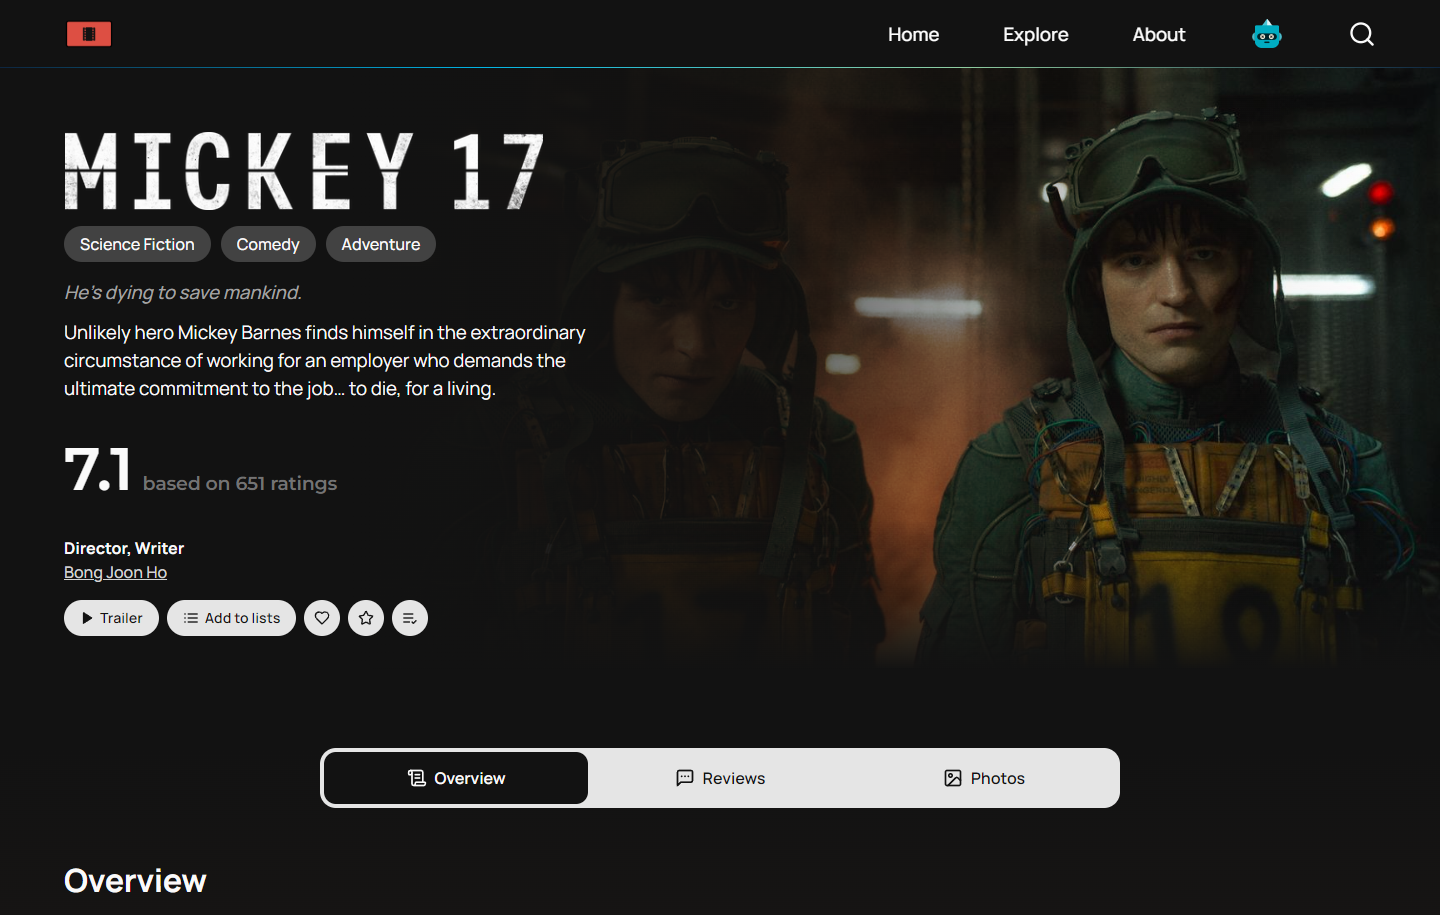 Home
Explore
About
MICKEY 17
Science Fiction
Comedy
Adventure
He's dying to save mankind.
Unlikely hero Mickey Barnes finds himself in the extraordinary
circumstance of working for an employer who demands the
ultimate commitment to the job... to die, for a living.
7.1 based on 651 ratings
Director, Writer
Bong Joon Ho
Trailer
Add to lists
Overview
Reviews
Photos
Overview